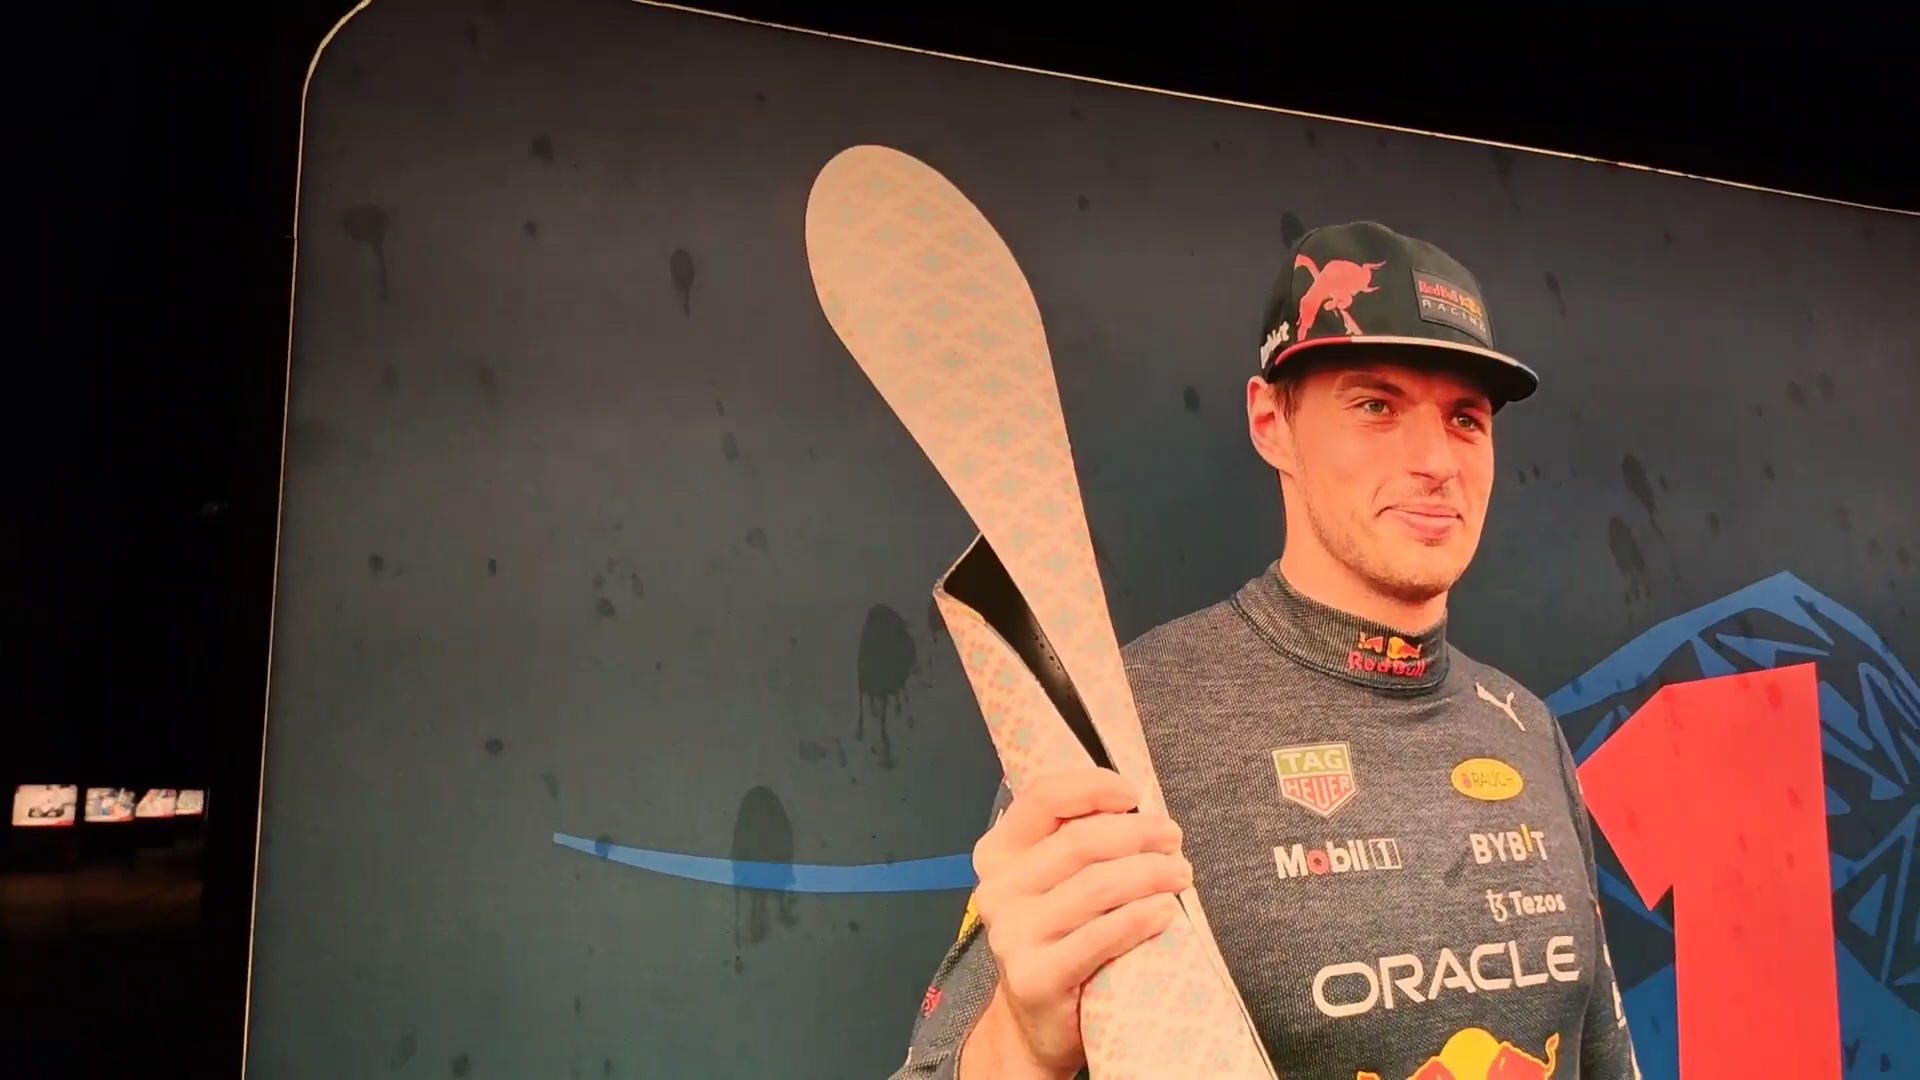 Red Bull
RACING
Red Bull
TAG
HEUER
RAUCH
Mobil 1
BYBIT
Tezos
ORACLE
1